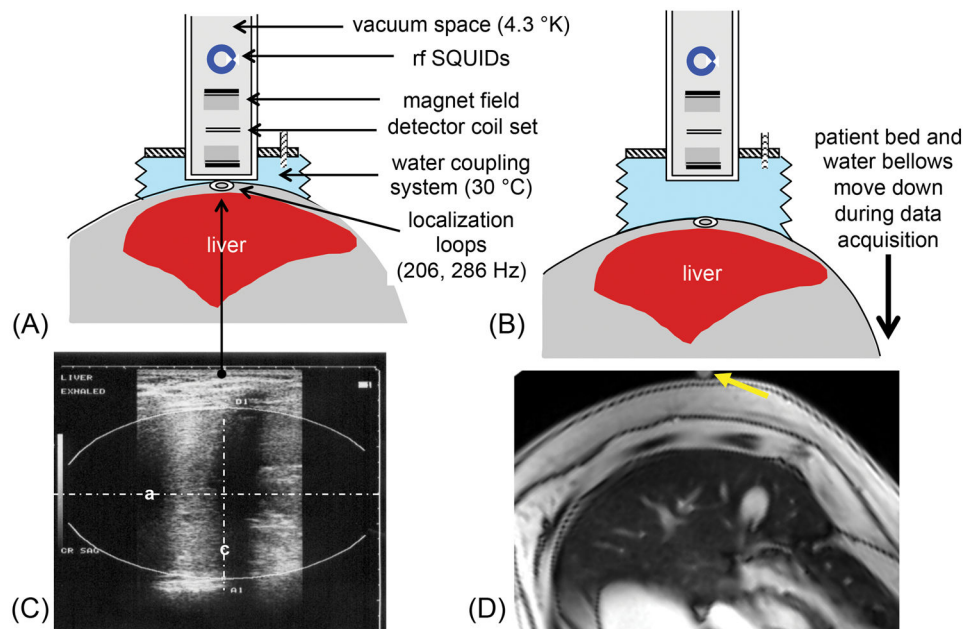 (A)
vacuum space (4.3 °K)
rf SQUIDs
magnet field
detector coil set
water coupling
system (30 °C)
localization
loops
(206, 286 Hz)
liver
(B)
patient bed and
water bellows
move down
during data
acquisition
liver
(C)
LIVER
EXHALED
D1
a
c
CR SAG
A1
(D)